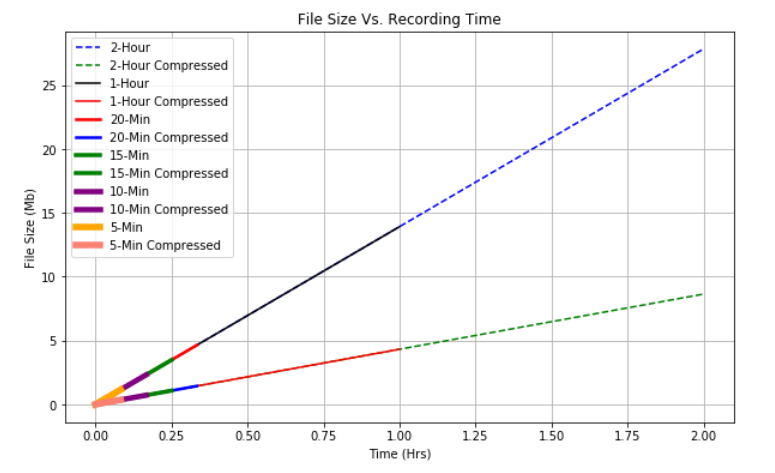 File Size Vs. Recording Time
2-Hour
2-Hour Compressed
1-Hour
1-Hour Compressed
20-Min
20-Min Compressed
15-Min
15-Min Compressed
10-Min
10-Min Compressed
5-Min
5-Min Compressed
File Size (Mb)
25
20
15
10
5
0
0.00 0.25 0.50 0.75 1.00 1.25 1.50 1.75 2.00
Time (Hrs)